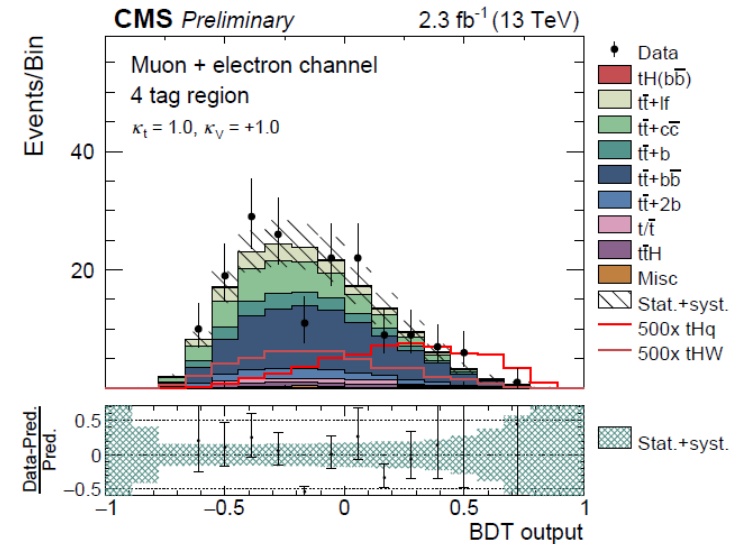 CMS Preliminary 2.3 fb⁻¹ (13 TeV)
Events/Bin
Muon + electron channel
4 tag region
κt = 1.0, κV = +1.0
40
20
Data
tH(bb̄)
tt̄+lf
tt̄+cc̄
tt̄+b
tt̄+bb̄
tt̄+2b
t/t̄
tt̄H
Misc
Stat.+syst.
500x tHq
500x tHW
Data-Pred.
Pred.
0.5
0
−0.5
Stat.+syst.
−1 −0.5 0 0.5 1
BDT output